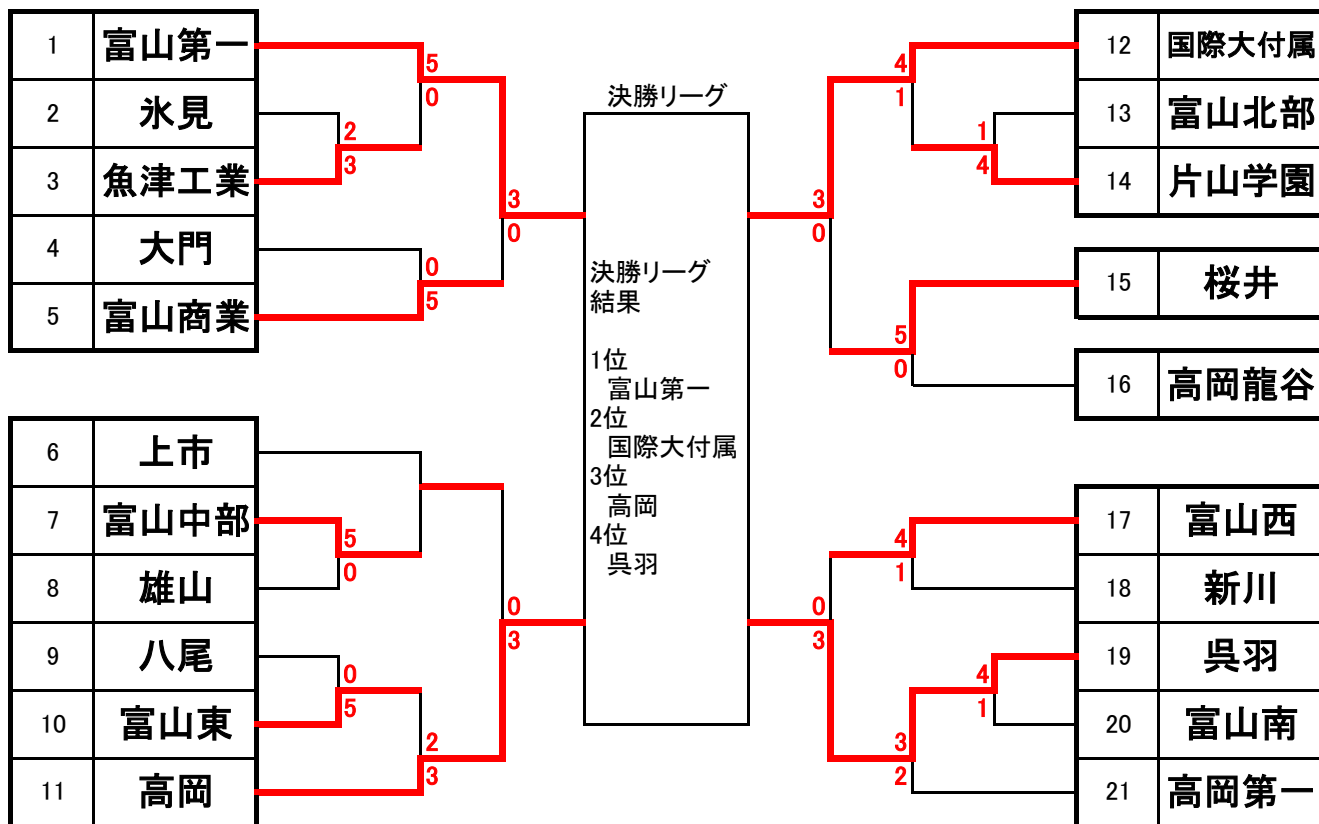 1 富山第一
2 氷見
3 魚津工業
4 大門
5 富山商業
5
0
2
3
0
5
3
0
6 上市
7 富山中部
8 雄山
9 八尾
10 富山東
11 高岡
5
0
0
5
2
3
0
3
決勝リーグ
決勝リーグ
結果
1位
富山第一
2位
国際大付属
3位
高岡
4位
呉羽
12 国際大付属
13 富山北部
14 片山学園
15 桜井
16 高岡龍谷
4
1
1
4
3
0
5
0
17 富山西
18 新川
19 呉羽
20 富山南
21 高岡第一
4
1
0
3
4
1
3
2